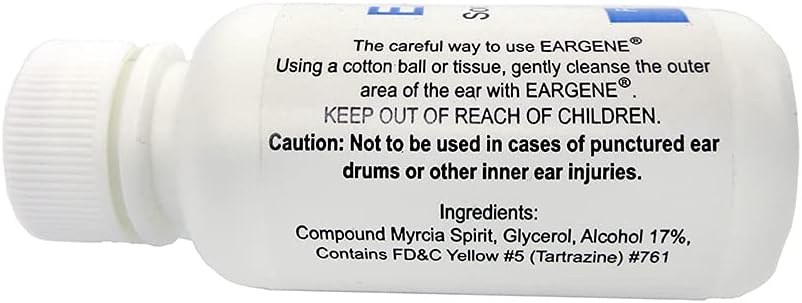 The careful way to use EARGENE®
Using a cotton ball or tissue, gently cleanse the outer
area of the ear with EARGENE®.
KEEP OUT OF REACH OF CHILDREN.
Caution: Not to be used in cases of punctured ear
drums or other inner ear injuries.
Ingredients:
Compound Myrcia Spirit, Glycerol, Alcohol 17%,
Contains FD&C Yellow #5 (Tartrazine) #761